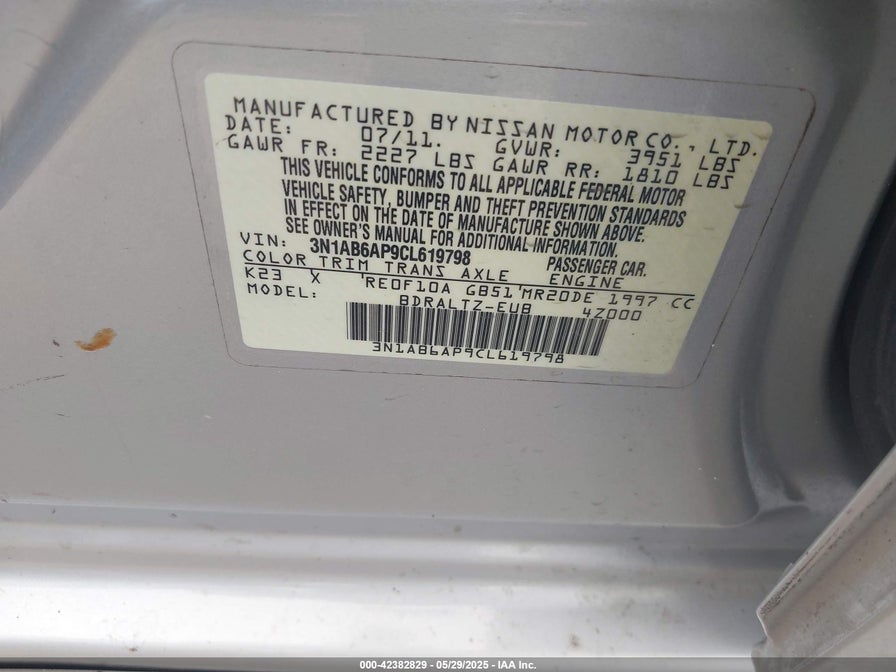 MANUFACTURED BY NISSAN MOTOR CO., LTD.
DATE: 07/11. GVWR: 3951 LBS
GAWR FR: 2227 LBS GAWR RR: 1810 LBS
THIS VEHICLE CONFORMS TO ALL APPLICABLE FEDERAL MOTOR
VEHICLE SAFETY, BUMPER AND THEFT PREVENTION STANDARDS
IN EFFECT ON THE DATE OF MANUFACTURE SHOWN ABOVE.
SEE OWNER'S MANUAL FOR ADDITIONAL INFORMATION.
VIN: 3N1AB6AP9CL619798 PASSENGER CAR.
COLOR TRIM TRANS AXLE ENGINE
K23 X RE0F10A GB51 MR20DE 1997 CC
MODEL: BDRALTZ-EUB 4Z000
3N1AB6AP9CL619798
000-42382829 - 05/29/2025 - IAA Inc.